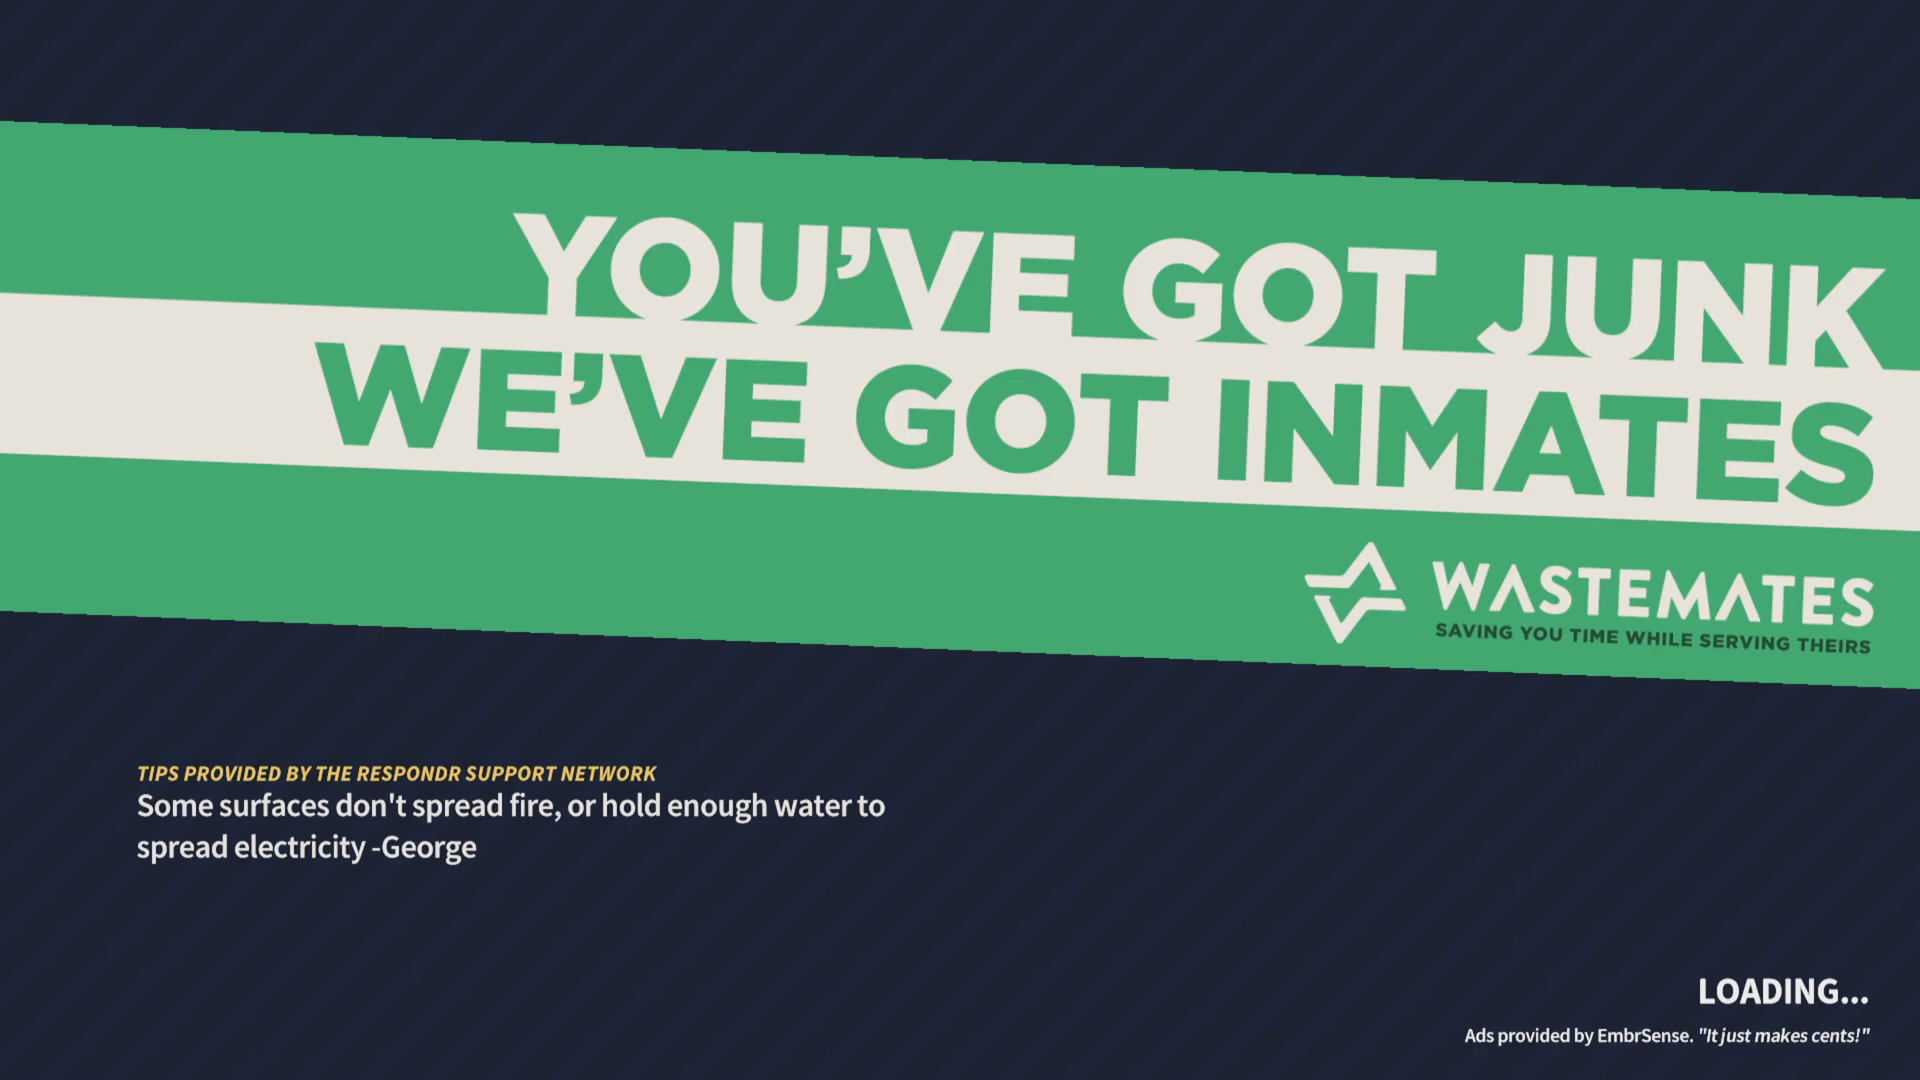 YOU’VE GOT JUNK
WE’VE GOT INMATES
WASTEMATES
SAVING YOU TIME WHILE SERVING THEIRS
TIPS PROVIDED BY THE RESPONDR SUPPORT NETWORK
Some surfaces don't spread fire, or hold enough water to
spread electricity -George
LOADING...
Ads provided by EmbrSense. "It just makes cents!"